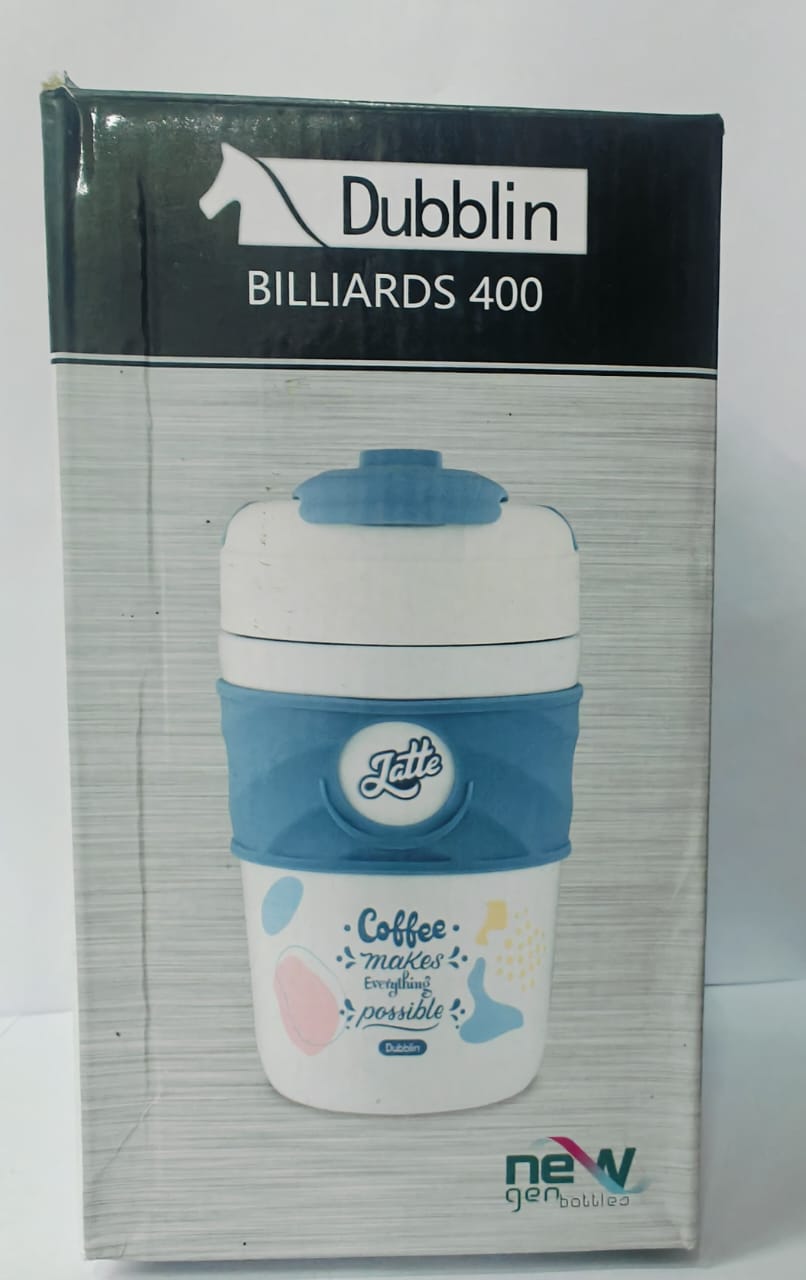 Dubblin
BILLIARDS 400
Latte
Coffee
makes
Everything
possible
Dubblin
new
gen bottles